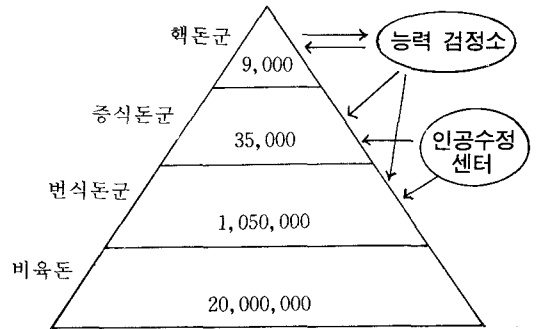 핵돈군
능력 검정소
9,000
증식돈군
35,000
인공수정
센터
번식돈군
1,050,000
비육돈
20,000,000